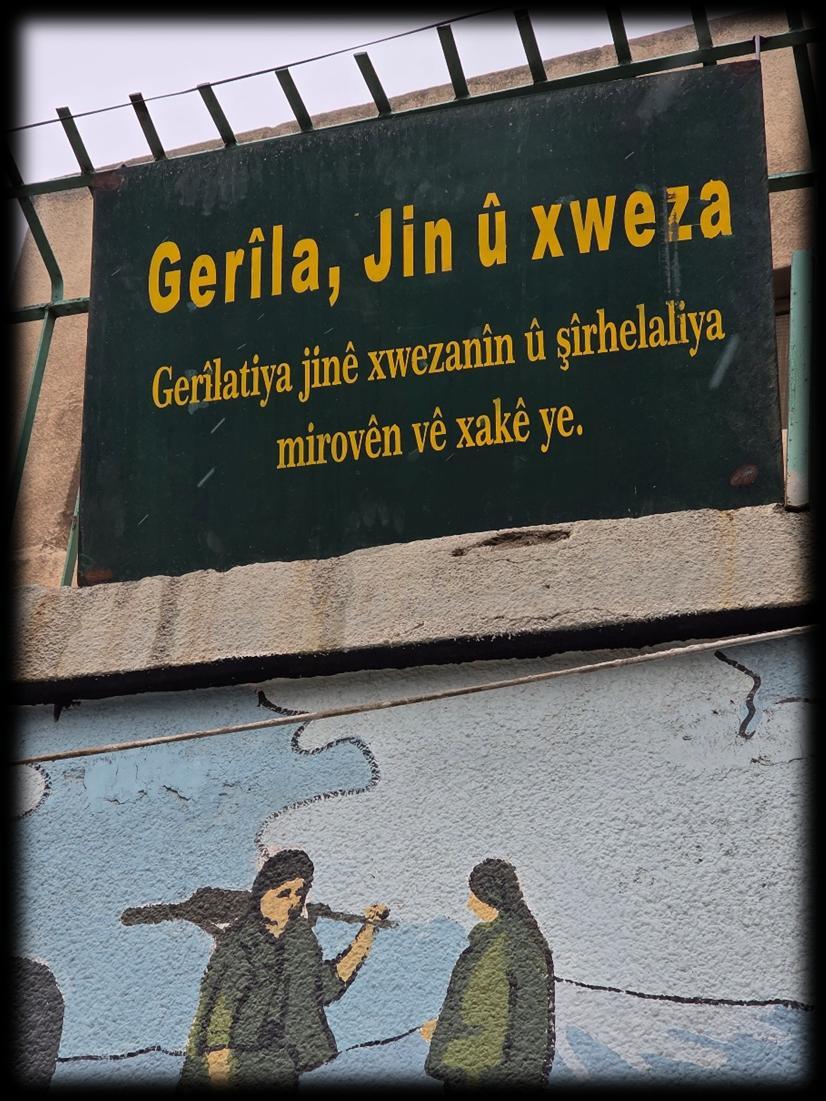 Gerîla, Jin û xweza
Gerîlatiya jinê xwezanîn û şîrhelaliya
mirovên vê xakê ye.